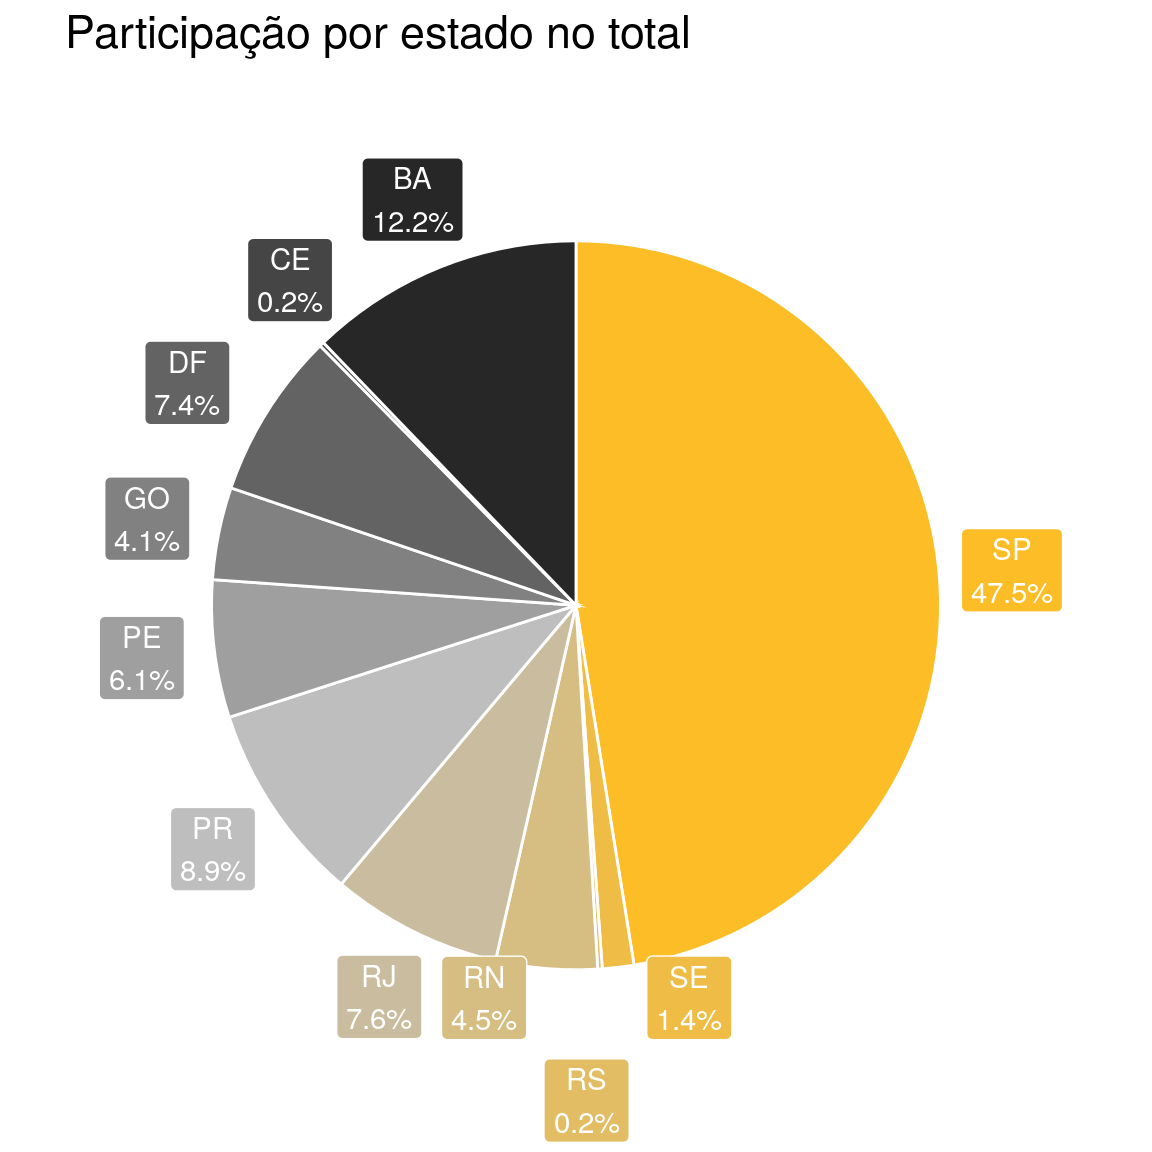 Participação por estado no total
BA
12.2%
CE
0.2%
DF
7.4%
GO
4.1%
SP
47.5%
PE
6.1%
PR
8.9%
RJ
7.6%
RN
4.5%
SE
1.4%
RS
0.2%